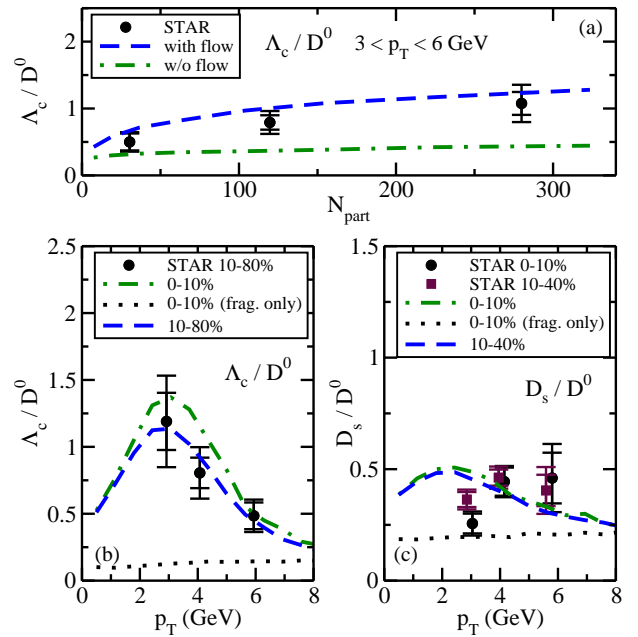 STAR
with flow
w/o flow
Λc / D⁰ 3 < pT < 6 GeV
(a)
Λc / D⁰
2
1
0
0
100
200
300
Npart
STAR 10-80%
0-10%
0-10% (frag. only)
10-80%
Λc / D⁰
Λc / D⁰
2.5
2
1.5
1
0.5
0
(b)
0
2
4
6
8
pT (GeV)
STAR 0-10%
STAR 10-40%
0-10%
0-10% (frag. only)
10-40%
Ds / D⁰
Ds / D⁰
1.5
1
0.5
0
(c)
0
2
4
6
8
pT (GeV)